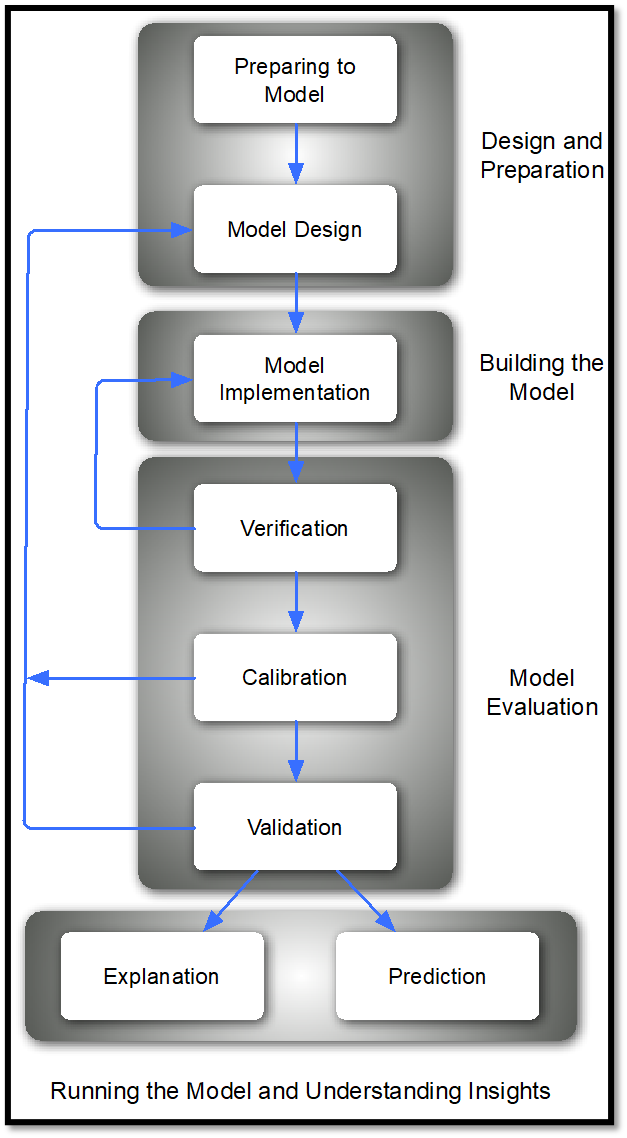 Preparing to
Model
Design and
Preparation
Model Design
Model
Implementation
Building the
Model
Verification
Calibration
Model
Evaluation
Validation
Explanation
Prediction
Running the Model and Understanding Insights